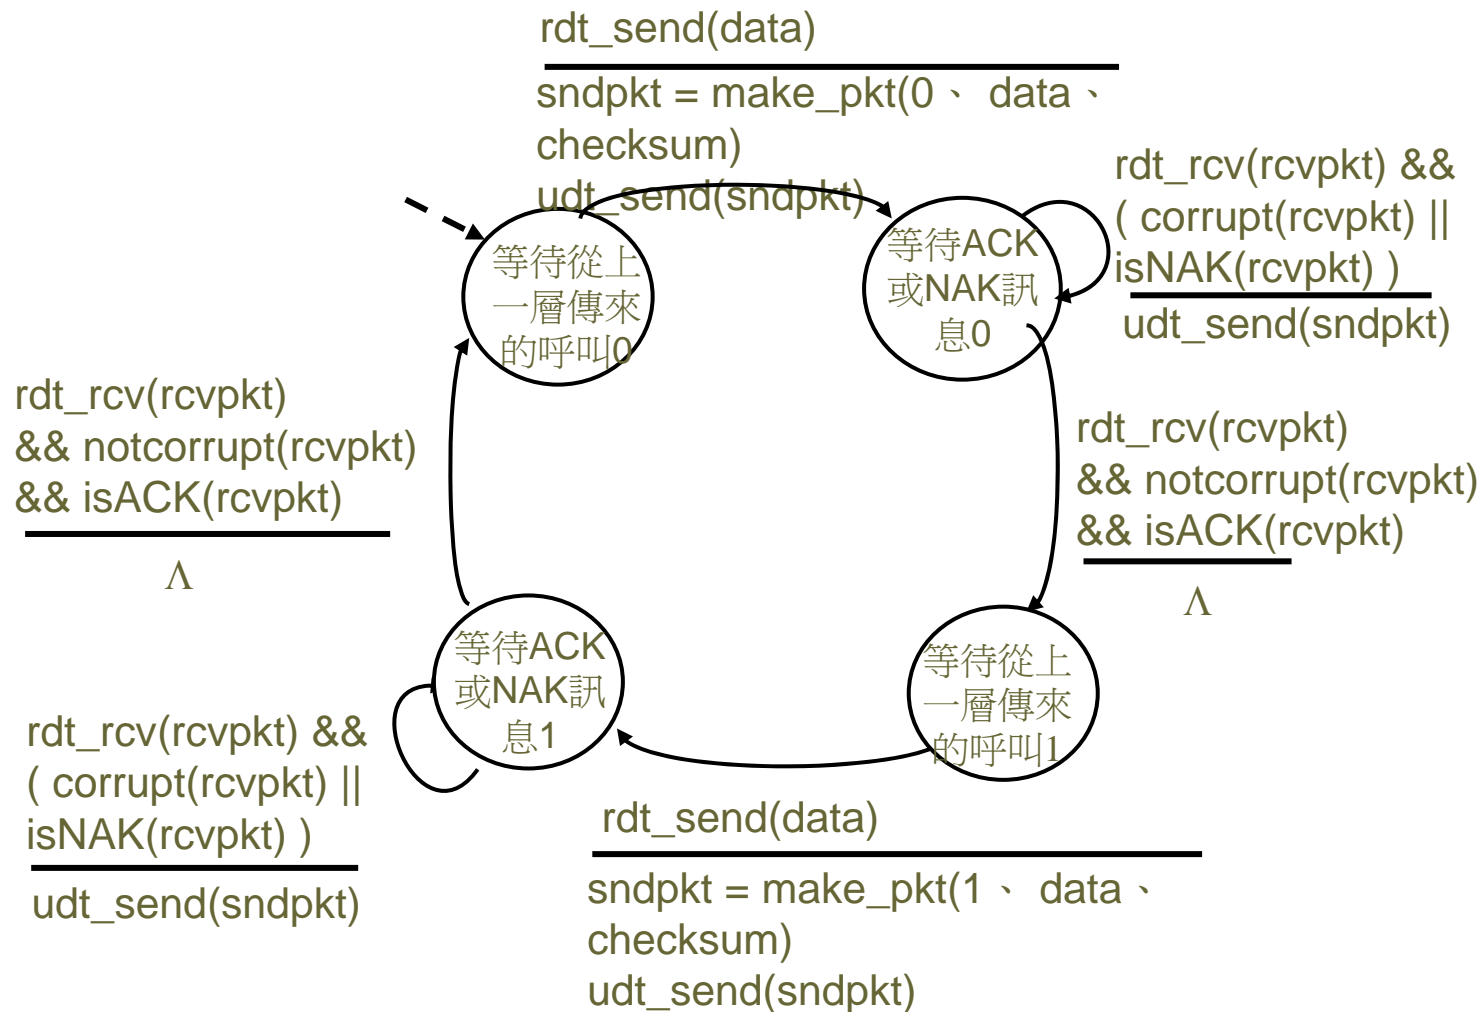 rdt_send(data)
sndpkt = make_pkt(0、 data、
checksum)
udt_send(sndpkt)
rdt_rcv(rcvpkt) &&
( corrupt(rcvpkt) ||
isNAK(rcvpkt) )
udt_send(sndpkt)
等待從上
一層傳來
的呼叫0
等待ACK
或NAK訊
息0
rdt_rcv(rcvpkt)
&& notcorrupt(rcvpkt)
&& isACK(rcvpkt)
Λ
rdt_rcv(rcvpkt)
&& notcorrupt(rcvpkt)
&& isACK(rcvpkt)
Λ
等待ACK
或NAK訊
息1
等待從上
一層傳來
的呼叫1
rdt_rcv(rcvpkt) &&
( corrupt(rcvpkt) ||
isNAK(rcvpkt) )
udt_send(sndpkt)
rdt_send(data)
sndpkt = make_pkt(1、 data、
checksum)
udt_send(sndpkt)